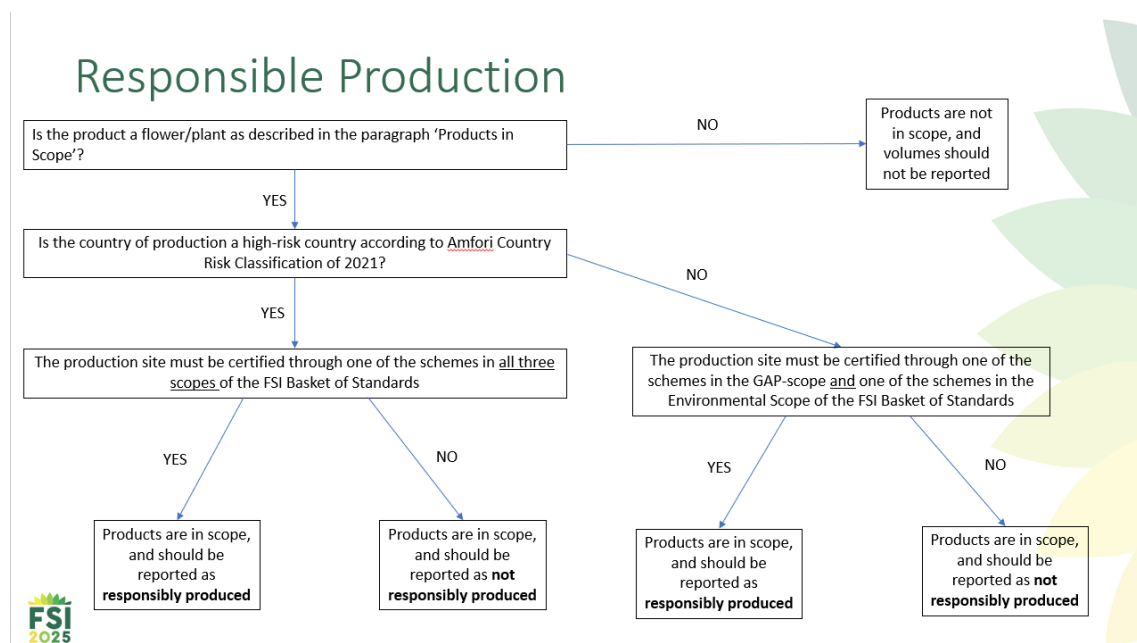 Responsible Production
Is the product a flower/plant as described in the paragraph ‘Products in
Scope’?
NO
Products are not
in scope, and
volumes should
not be reported
YES
Is the country of production a high-risk country according to Amfori Country
Risk Classification of 2021?
NO
YES
The production site must be certified through one of the schemes in all three
scopes of the FSI Basket of Standards
The production site must be certified through one of the
schemes in the GAP-scope and one of the schemes in the
Environmental Scope of the FSI Basket of Standards
YES
NO
YES
NO
Products are in scope,
and should be
reported as
responsibly produced
Products are in scope,
and should be
reported as not
responsibly produced
Products are in scope,
and should be
reported as
responsibly produced
Products are in scope,
and should be
reported as not
responsibly produced
FSI
2025